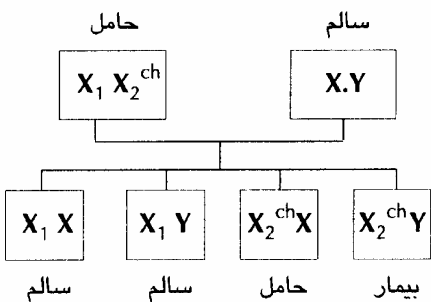 حامل سالم
X₁ X₂ᶜʰ X.Y
X₁ X X₁ Y X₂ᶜʰX X₂ᶜʰY
سالم سالم حامل بیمار